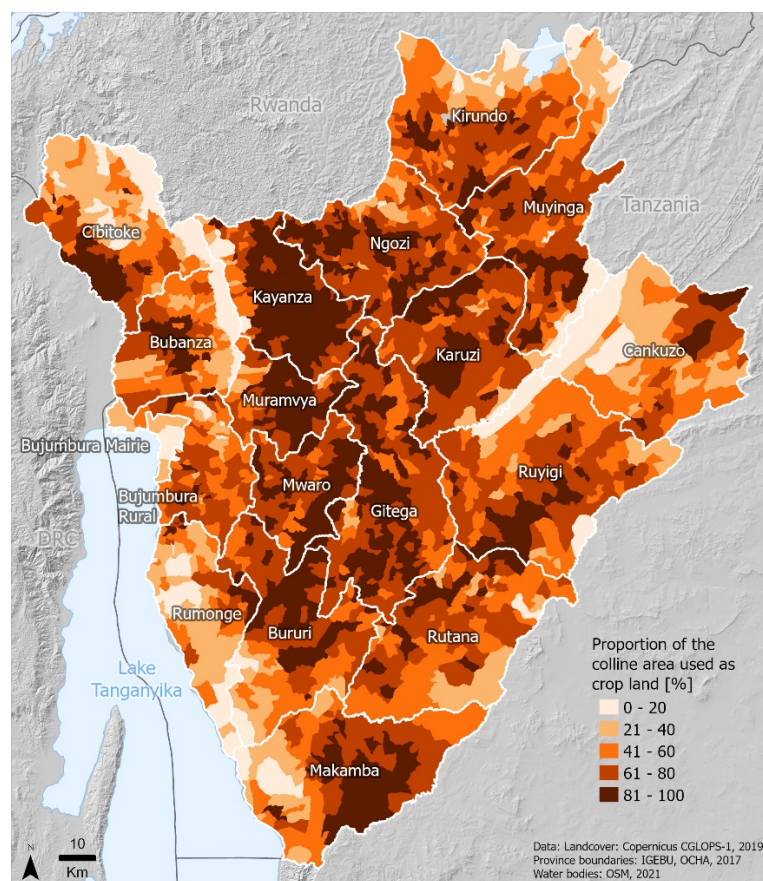 Rwanda
Kirundo
Tanzania
Muyinga
Cibitoke
Ngozi
Kayanza
Bubanza
Karuzi
Cankuzo
Muramvya
Bujumbura Mairie
Ruyigi
Mwaro
Bujumbura
Rural
Gitega
DRC
Rumonge
Bururi
Rutana
Lake
Tanganyika
Makamba
Proportion of the
colline area used as
crop land [%]
0 - 20
21 - 40
41 - 60
61 - 80
81 - 100
N
10
Km
Data: Landcover: Copernicus CGLOPS-1, 2019
Province boundaries: IGEBU, OCHA, 2017
Water bodies: OSM, 2021